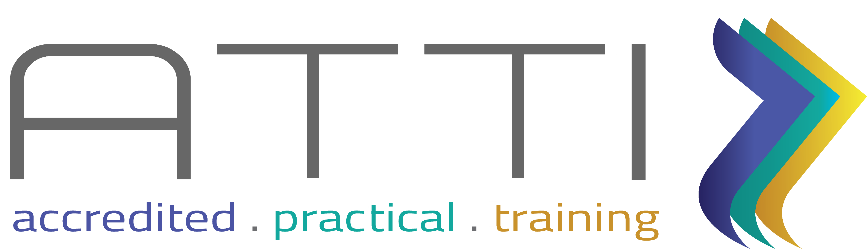 ATTI
accredited . practical . training